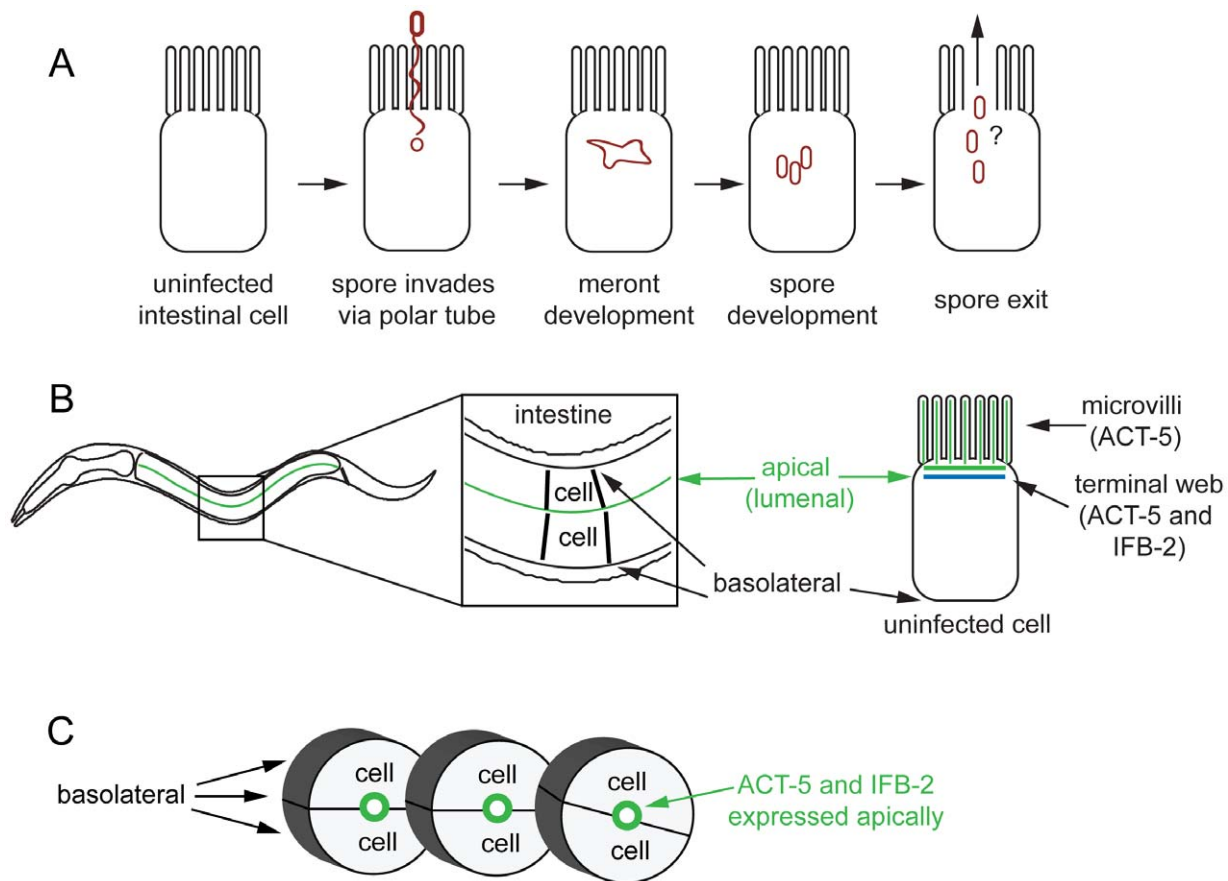 A
?
uninfected
intestinal cell
spore invades
via polar tube
meront
development
spore
development
spore exit
B
intestine
cell
cell
apical
(lumenal)
basolateral
microvilli
(ACT-5)
terminal web
(ACT-5 and
IFB-2)
uninfected cell
C
basolateral
cell
cell
cell
cell
cell
cell
ACT-5 and IFB-2
expressed apically